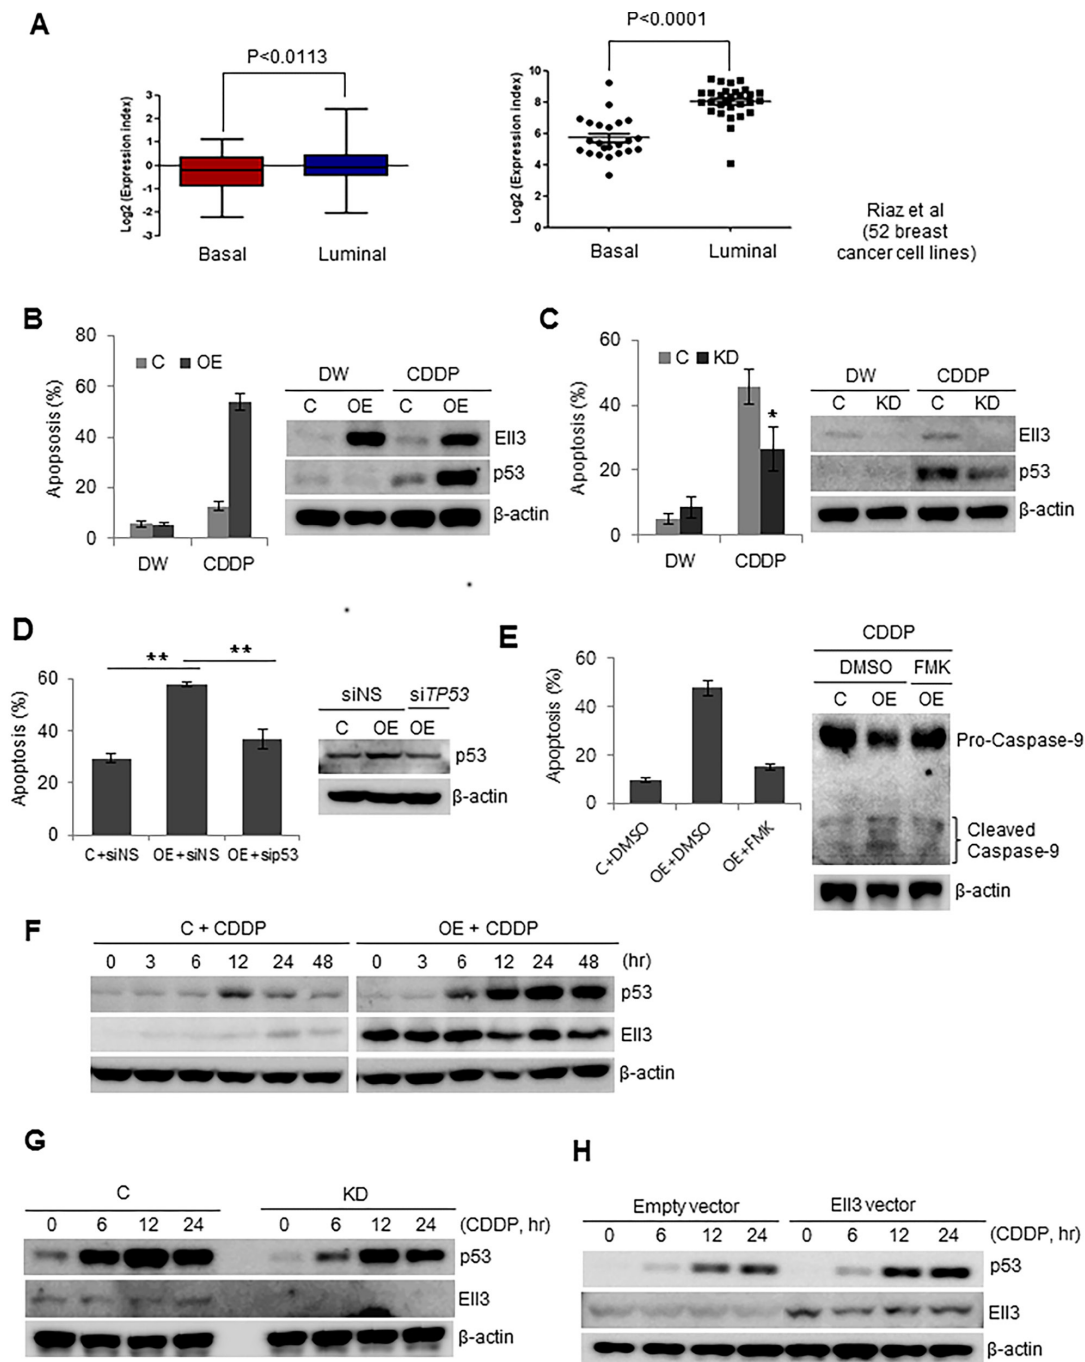 A
P<0.0113
Log2 (Expression index)
3
2
1
0
-1
-2
-3
Basal Luminal
P<0.0001
Log2 (Expression index)
10
8
6
4
2
0
Basal Luminal
Riaz et al
(52 breast
cancer cell lines)
B
Apopsosis (%)
80
60
40
20
0
C OE
DW CDDP
DW CDDP
C OE C OE
Ell3
p53
β-actin
C
Apoptosis (%)
60
40
20
0
C KD
*
DW CDDP
DW CDDP
C KD C KD
Ell3
p53
β-actin
D
Apoptosis (%)
60
40
20
0
** **
C+siNS OE+siNS OE+sip53
siNS siTP53
C OE OE
p53
β-actin
E
Apoptosis (%)
60
40
20
0
C+DMSO OE+DMSO OE+FMK
CDDP
DMSO FMK
C OE OE
Pro-Caspase-9
Cleaved
Caspase-9
β-actin
F
C + CDDP OE + CDDP
0 3 6 12 24 48 0 3 6 12 24 48 (hr)
p53
Ell3
β-actin
G
C KD
0 6 12 24 0 6 12 24 (CDDP, hr)
p53
Ell3
β-actin
H
Empty vector Ell3 vector
0 6 12 24 0 6 12 24 (CDDP, hr)
p53
Ell3
β-actin